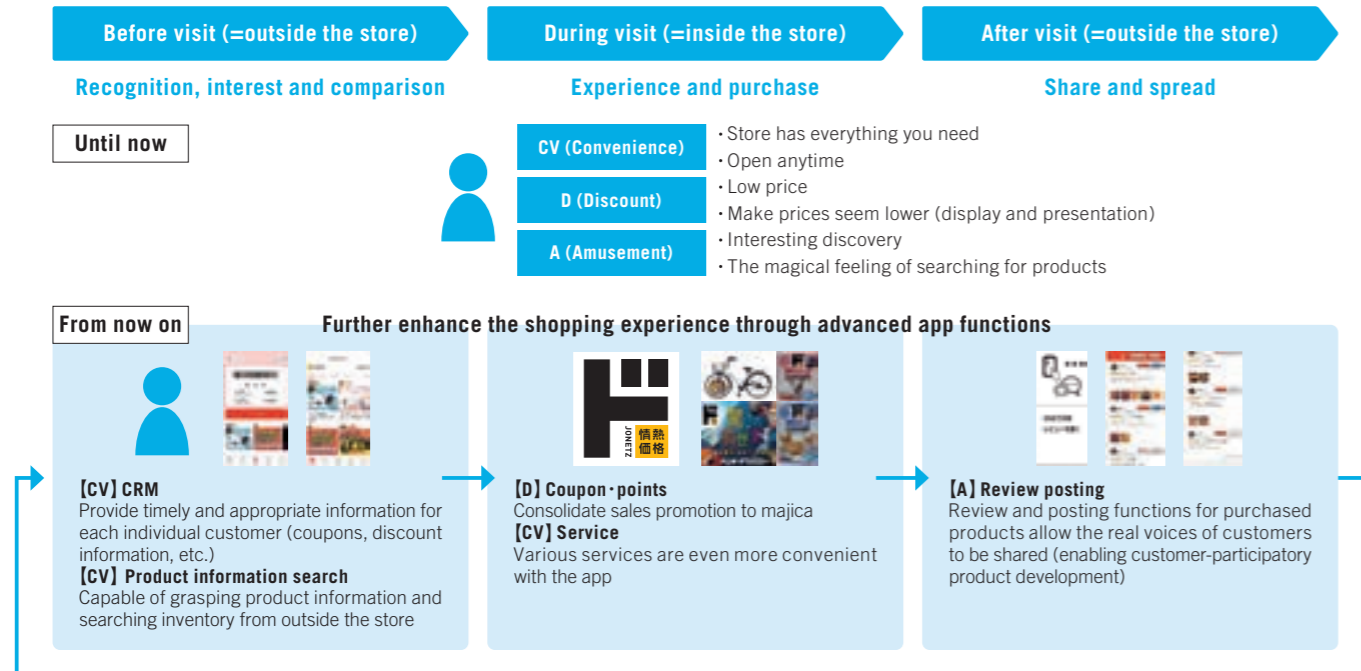 Before visit (=outside the store)
During visit (=inside the store)
After visit (=outside the store)
Recognition, interest and comparison
Experience and purchase
Share and spread
Until now
CV (Convenience)
D (Discount)
A (Amusement)
・Store has everything you need
・Open anytime
・Low price
・Make prices seem lower (display and presentation)
・Interesting discovery
・The magical feeling of searching for products
From now on
Further enhance the shopping experience through advanced app functions
ド
JONETZ
情熱
価格
【CV】CRM
Provide timely and appropriate information for
each individual customer (coupons, discount
information, etc.)
【CV】Product information search
Capable of grasping product information and
searching inventory from outside the store
【D】Coupon・points
Consolidate sales promotion to majica
【CV】Service
Various services are even more convenient
with the app
【A】Review posting
Review and posting functions for purchased
products allow the real voices of customers
to be shared (enabling customer-participatory
product development)